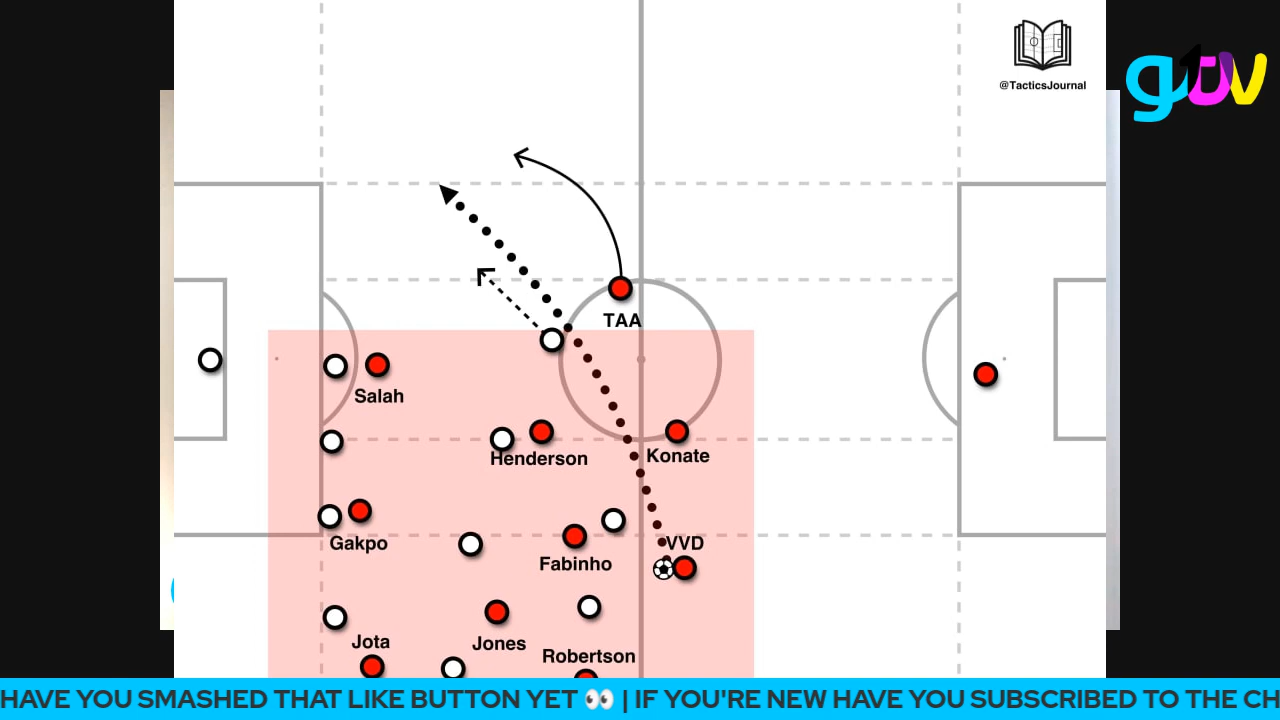 @TacticsJournal
gtv
TAA
Salah
Henderson
Konate
Gakpo
Fabinho
VVD
Jota
Jones
Robertson
HAVE YOU SMASHED THAT LIKE BUTTON YET 👀 | IF YOU'RE NEW HAVE YOU SUBSCRIBED TO THE CH